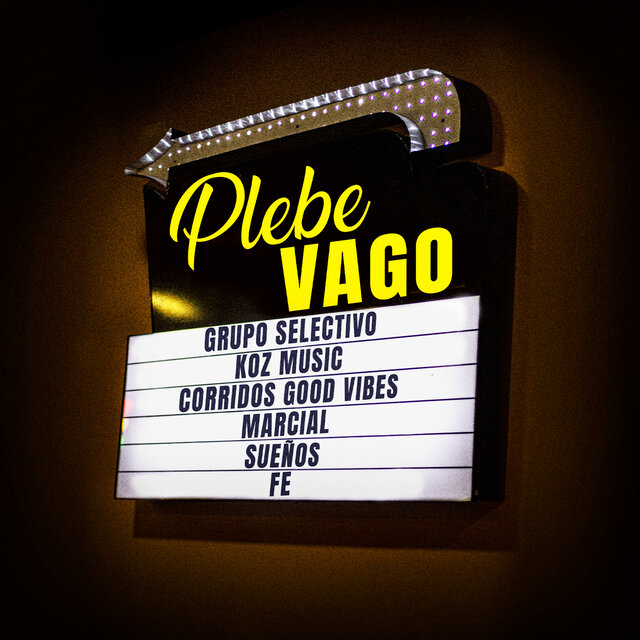 Plebe
VAGO
GRUPO SELECTIVO
KOZ MUSIC
CORRIDOS GOOD VIBES
MARCIAL
SUEÑOS
FE